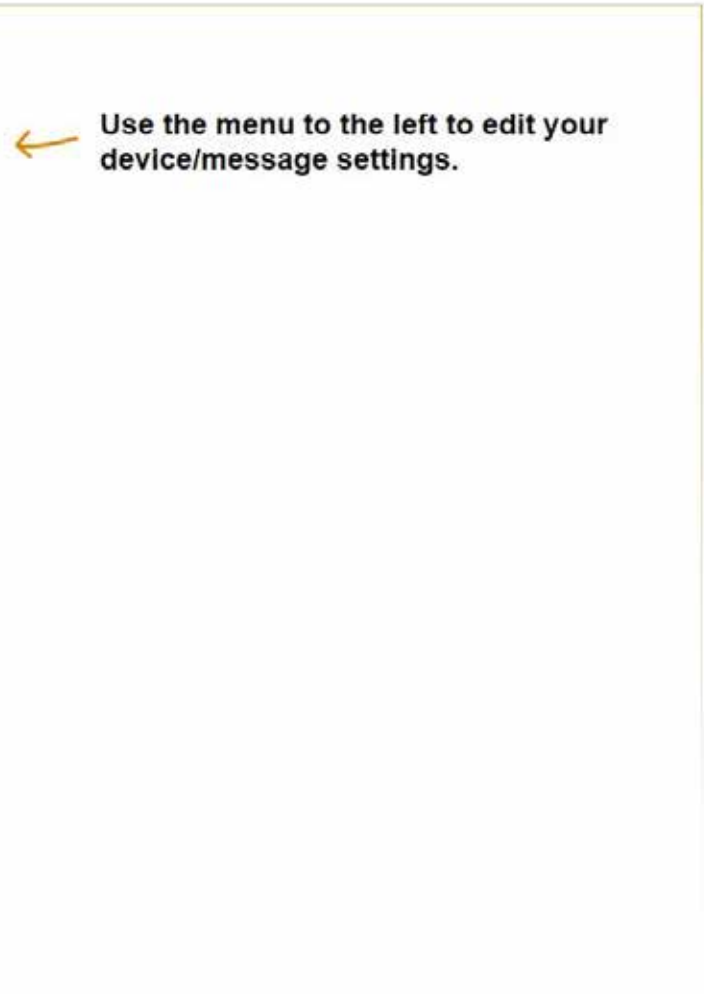 Use the menu to the left to edit your
device/message settings.